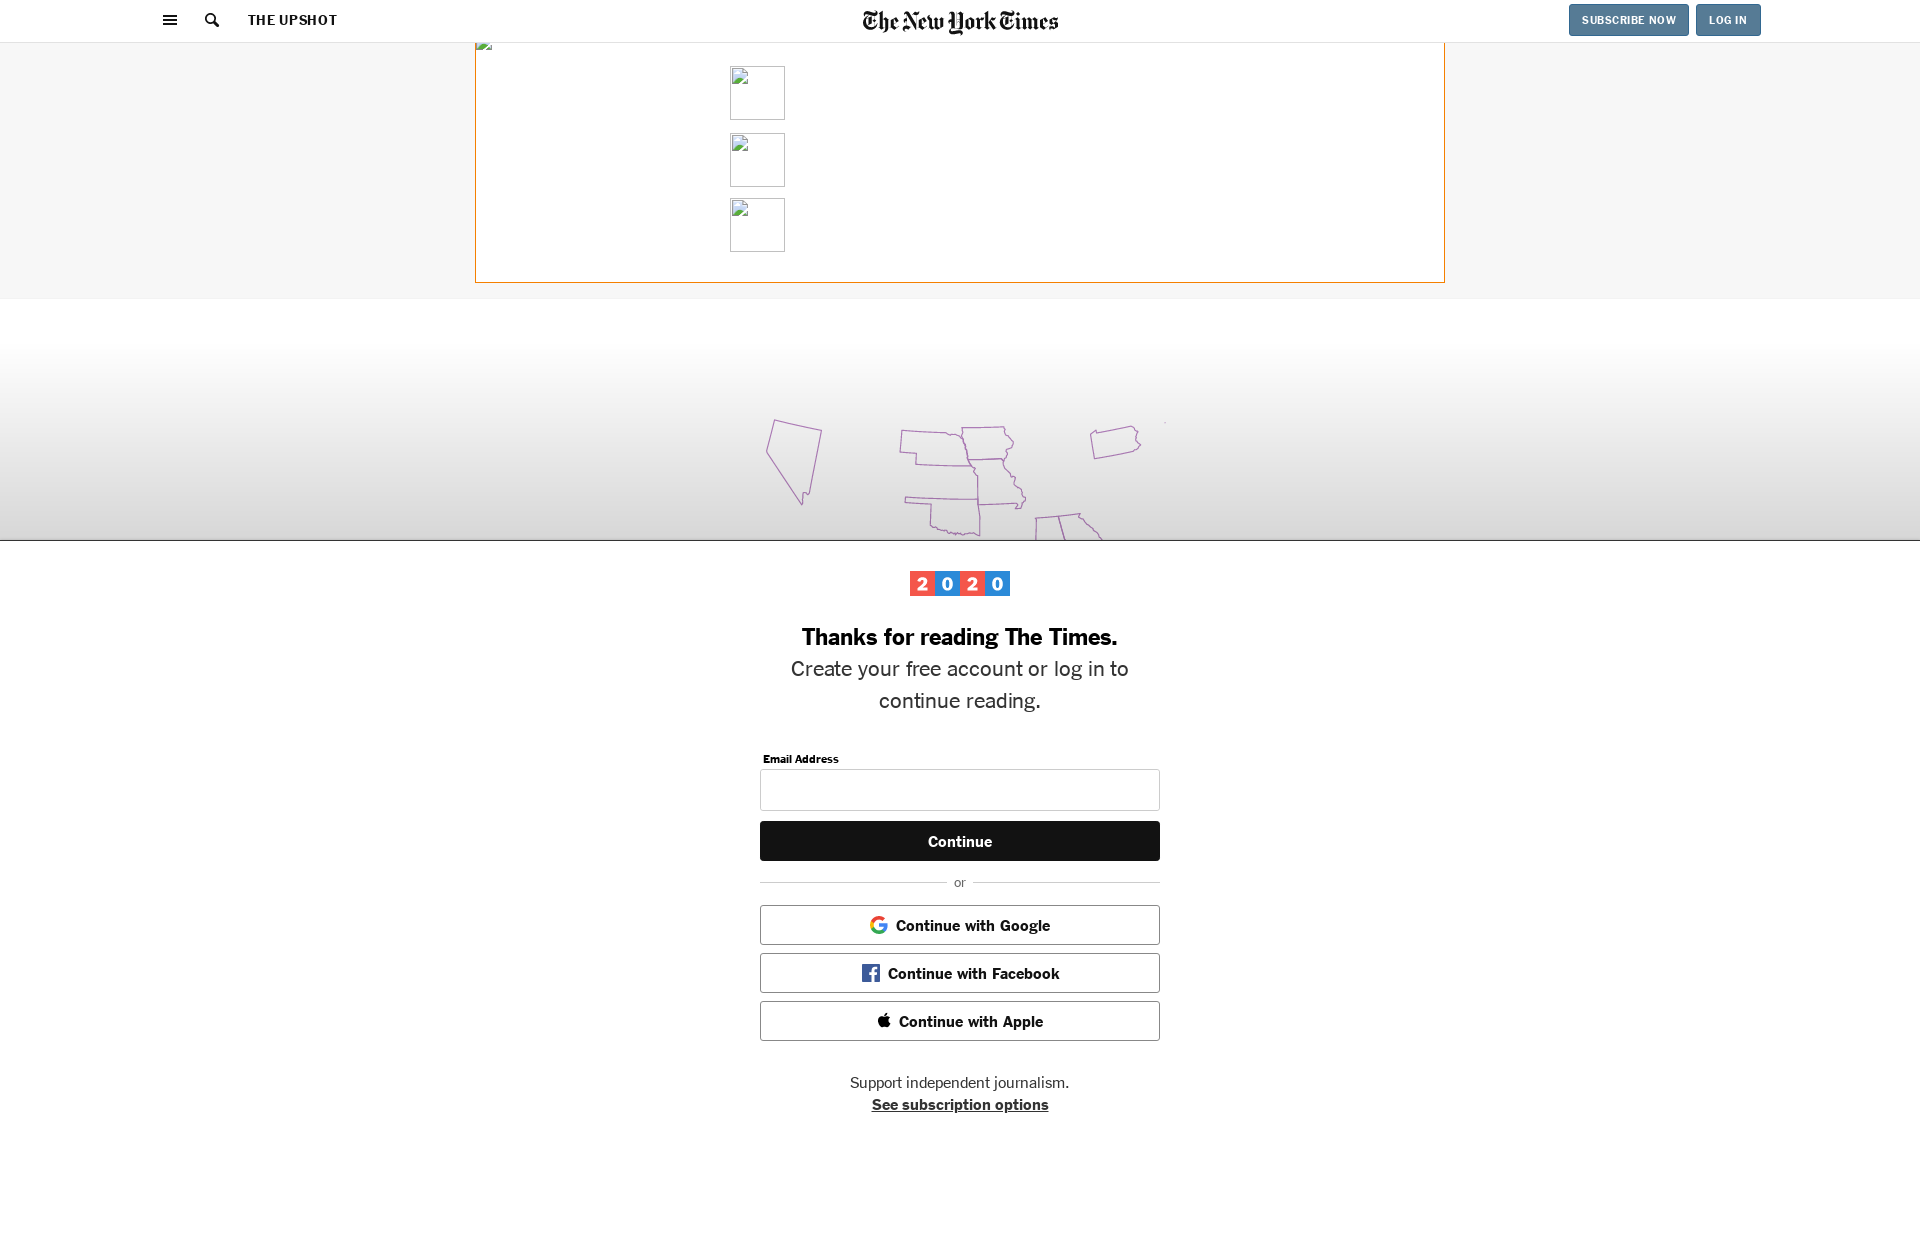 THE UPSHOT
The New York Times
SUBSCRIBE NOW
LOG IN
2020
Thanks for reading The Times.
Create your free account or log in to
continue reading.
Email Address
Continue
or
Continue with Google
Continue with Facebook
Continue with Apple
Support independent journalism.
See subscription options